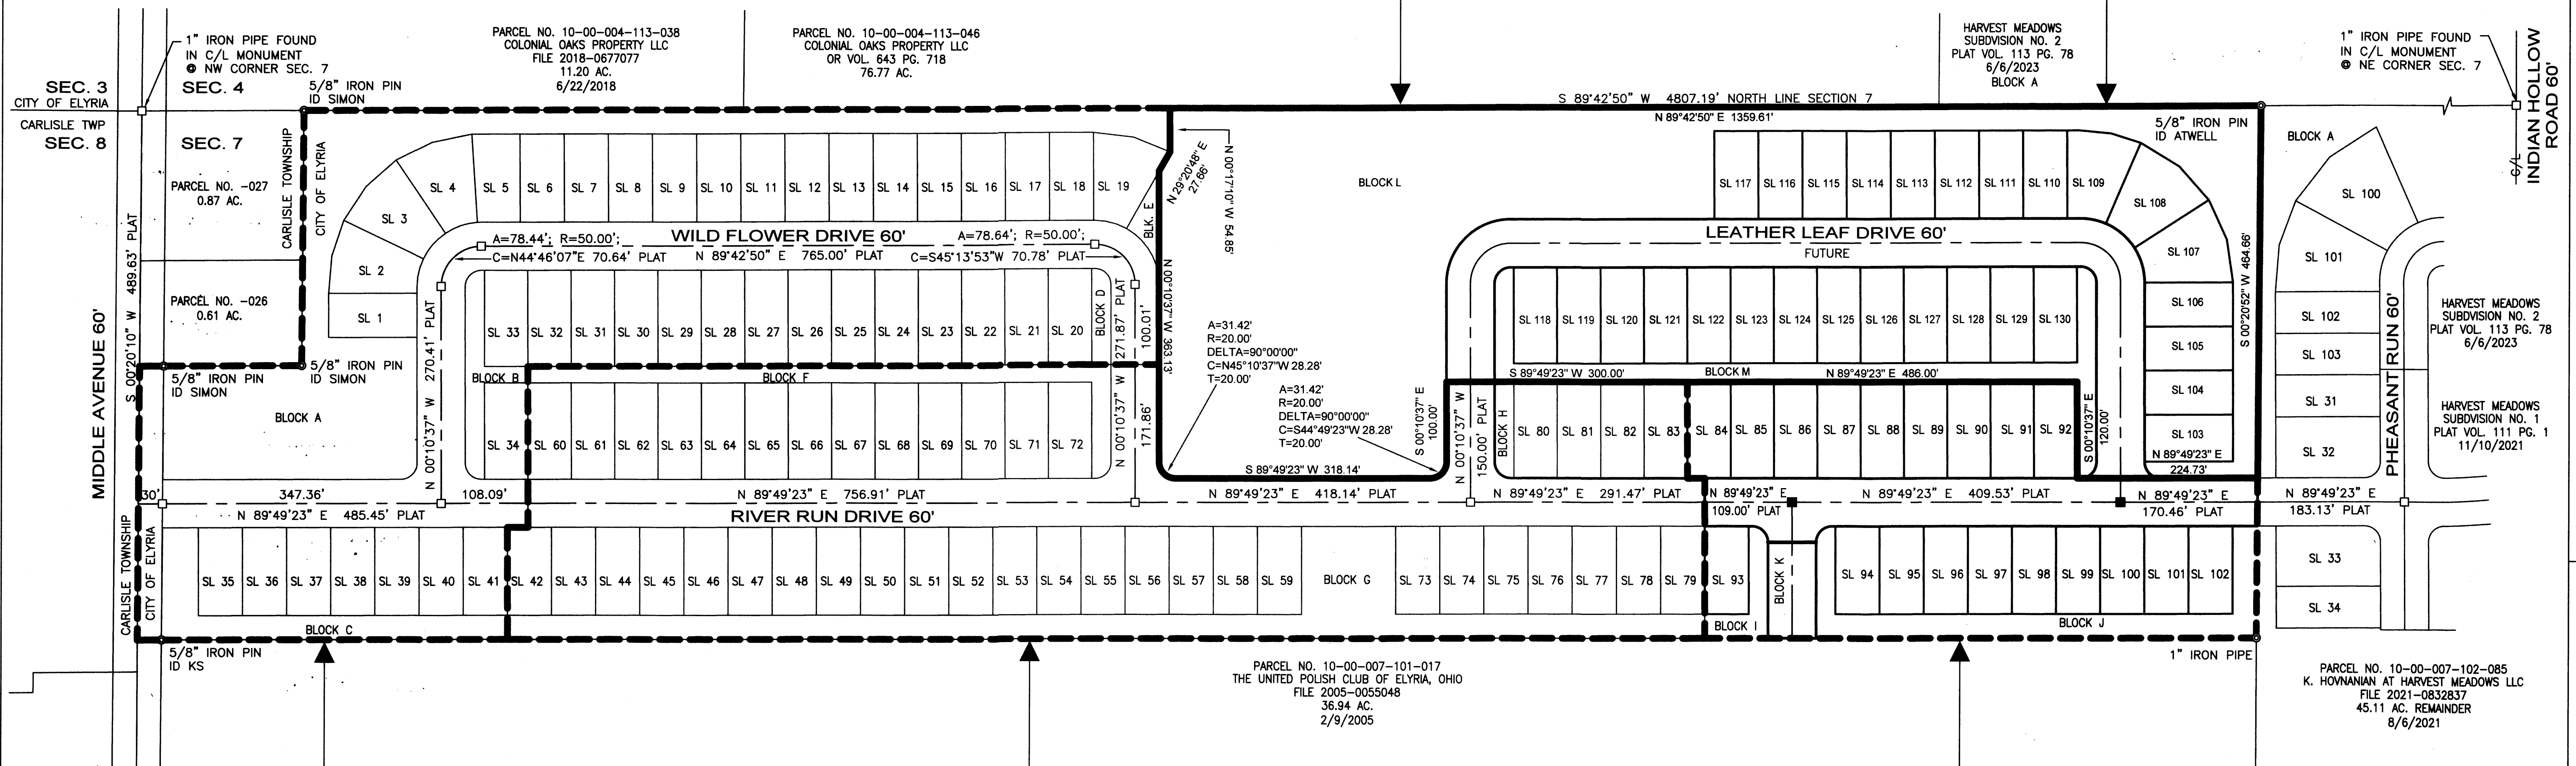 1" IRON PIPE FOUND
IN C/L MONUMENT
@ NW CORNER SEC. 7
PARCEL NO. 10-00-004-113-038
COLONIAL OAKS PROPERTY LLC
FILE 2018-0677077
11.20 AC.
6/22/2018
PARCEL NO. 10-00-004-113-046
COLONIAL OAKS PROPERTY LLC
OR VOL. 643 PG. 718
76.77 AC.
HARVEST MEADOWS
SUBDVISION NO. 2
PLAT VOL. 113 PG. 78
6/6/2023
BLOCK A
1" IRON PIPE FOUND
IN C/L MONUMENT
@ NE CORNER SEC. 7
INDIAN HOLLOW
ROAD 60'
C/L
SEC. 3
CITY OF ELYRIA
CARLISLE TWP
SEC. 8
SEC. 4
SEC. 7
5/8" IRON PIN
ID SIMON
S 89°42'50" W 4807.19' NORTH LINE SECTION 7
N 89°42'50" E 1359.61'
5/8" IRON PIN
ID ATWELL
BLOCK A
PARCEL NO. -027
0.87 AC.
CARLISLE TOWNSHIP
CITY OF ELYRIA
PARCEL NO. -026
0.61 AC.
S 00°20'10" W 489.63' PLAT
MIDDLE AVENUE 60'
SL 1
SL 2
SL 3
SL 4
SL 5
SL 6
SL 7
SL 8
SL 9
SL 10
SL 11
SL 12
SL 13
SL 14
SL 15
SL 16
SL 17
SL 18
SL 19
BLK. E
N 29°20'48" E
27.66'
N 00°17'10" W 54.85'
BLOCK L
SL 117
SL 116
SL 115
SL 114
SL 113
SL 112
SL 111
SL 110
SL 109
SL 108
SL 107
SL 106
SL 105
SL 104
SL 103
S 00°20'52" W 464.66'
SL 100
SL 101
SL 102
SL 103
SL 31
SL 32
A=78.44'; R=50.00';
C=N44°46'07"E 70.64' PLAT
WILD FLOWER DRIVE 60'
N 89°42'50" E 765.00' PLAT
A=78.64'; R=50.00';
C=S45°13'53"W 70.78' PLAT
LEATHER LEAF DRIVE 60'
FUTURE
PHEASANT RUN 60'
HARVEST MEADOWS
SUBDVISION NO. 2
PLAT VOL. 113 PG. 78
6/6/2023
HARVEST MEADOWS
SUBDIVISION NO. 1
PLAT VOL. 111 PG. 1
11/10/2021
N 00°10'37" W 270.41' PLAT
SL 33
SL 32
SL 31
SL 30
SL 29
SL 28
SL 27
SL 26
SL 25
SL 24
SL 23
SL 22
SL 21
SL 20
BLOCK D
N 00°10'37" W 271.87' PLAT
100.01'
171.86'
N 00°10'37" W 363.13'
A=31.42'
R=20.00'
DELTA=90°00'00"
C=N45°10'37"W 28.28'
T=20.00'
A=31.42'
R=20.00'
DELTA=90°00'00"
C=S44°49'23"W 28.28'
T=20.00'
S 00°10'37" E
100.00'
N 00°10'37" W
150.00' PLAT
SL 118
SL 119
SL 120
SL 121
SL 122
SL 123
SL 124
SL 125
SL 126
SL 127
SL 128
SL 129
SL 130
5/8" IRON PIN
ID SIMON
5/8" IRON PIN
ID SIMON
BLOCK A
BLOCK B
BLOCK F
S 89°49'23" W 300.00'
BLOCK M
N 89°49'23" E 486.00'
SL 34
SL 60
SL 61
SL 62
SL 63
SL 64
SL 65
SL 66
SL 67
SL 68
SL 69
SL 70
SL 71
SL 72
BLOCK H
SL 80
SL 81
SL 82
SL 83
SL 84
SL 85
SL 86
SL 87
SL 88
SL 89
SL 90
SL 91
SL 92
S 00°10'37" E
120.00'
N 89°49'23" E
224.73'
S 89°49'23" W 318.14'
30'
347.36'
108.09'
N 89°49'23" E 485.45' PLAT
N 89°49'23" E 756.91' PLAT
RIVER RUN DRIVE 60'
N 89°49'23" E 418.14' PLAT
N 89°49'23" E 291.47' PLAT
N 89°49'23" E
109.00' PLAT
N 89°49'23" E 409.53' PLAT
N 89°49'23" E
170.46' PLAT
N 89°49'23" E
183.13' PLAT
CARLISLE TOWNSHIP
CITY OF ELYRIA
SL 35
SL 36
SL 37
SL 38
SL 39
SL 40
SL 41
SL 42
SL 43
SL 44
SL 45
SL 46
SL 47
SL 48
SL 49
SL 50
SL 51
SL 52
SL 53
SL 54
SL 55
SL 56
SL 57
SL 58
SL 59
BLOCK G
SL 73
SL 74
SL 75
SL 76
SL 77
SL 78
SL 79
SL 93
BLOCK K
SL 94
SL 95
SL 96
SL 97
SL 98
SL 99
SL 100
SL 101
SL 102
SL 33
SL 34
BLOCK C
BLOCK I
BLOCK J
5/8" IRON PIN
ID KS
1" IRON PIPE
PARCEL NO. 10-00-007-101-017
THE UNITED POLISH CLUB OF ELYRIA, OHIO
FILE 2005-0055048
36.94 AC.
2/9/2005
PARCEL NO. 10-00-007-102-085
K. HOVNANIAN AT HARVEST MEADOWS LLC
FILE 2021-0832837
45.11 AC. REMAINDER
8/6/2021